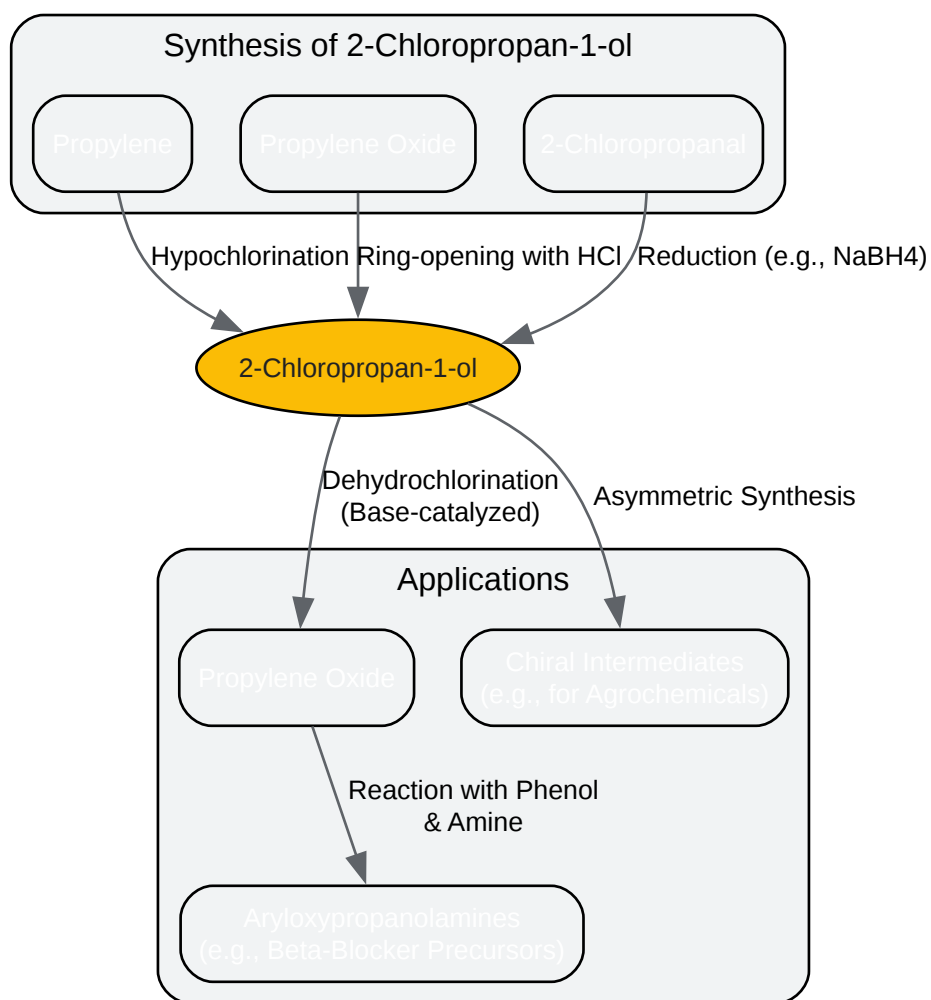 Synthesis of 2-Chloropropan-1-ol
Propylene
Propylene Oxide
2-Chloropropanal
Hypochlorination
Ring-opening with HCl
Reduction (e.g., NaBH4)
2-Chloropropan-1-ol
Dehydrochlorination
(Base-catalyzed)
Asymmetric Synthesis
Applications
Propylene Oxide
Chiral Intermediates
(e.g., for Agrochemicals)
Reaction with Phenol
& Amine
Aryloxypropanolamines
(e.g., Beta-Blocker Precursors)